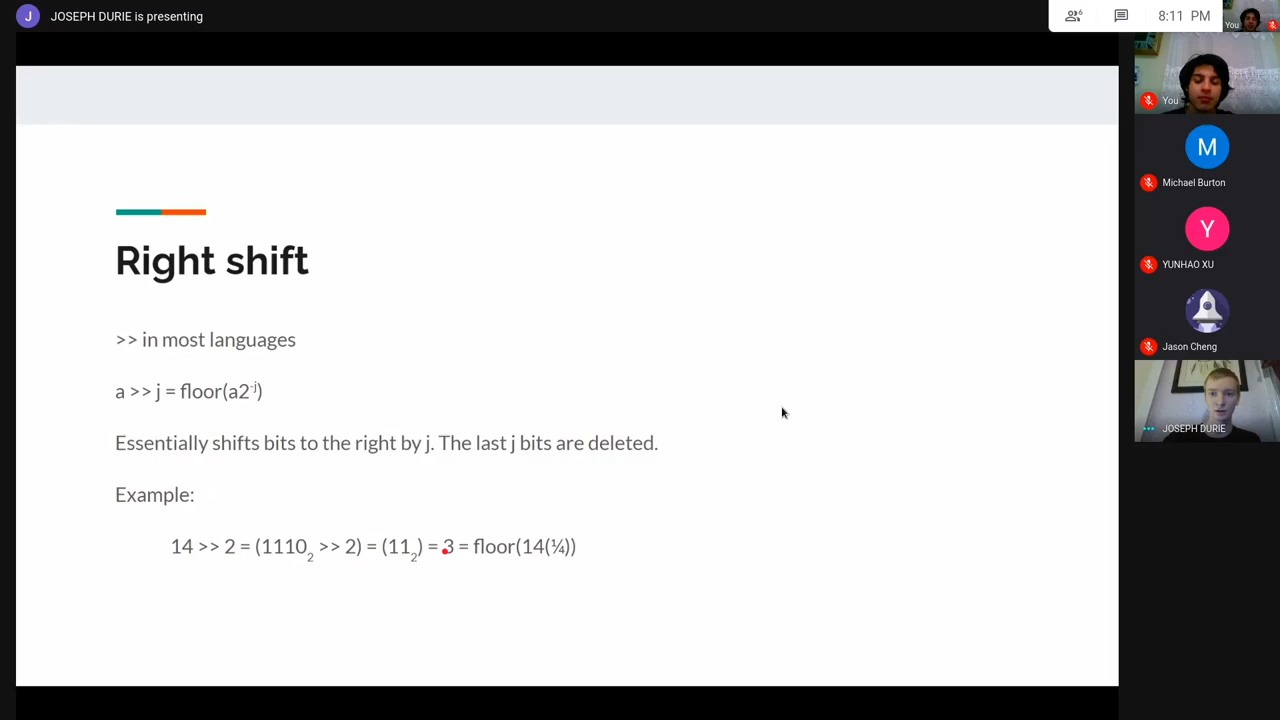 J JOSEPH DURIE is presenting
6
8:11 PM
You
You
M
Michael Burton
Y
YUNHAO XU
Jason Cheng
JOSEPH DURIE
Right shift
>> in most languages
a >> j = floor(a2⁻ʲ)
Essentially shifts bits to the right by j. The last j bits are deleted.
Example:
14 >> 2 = (1110₂ >> 2) = (11₂) = 3 = floor(14(¼))